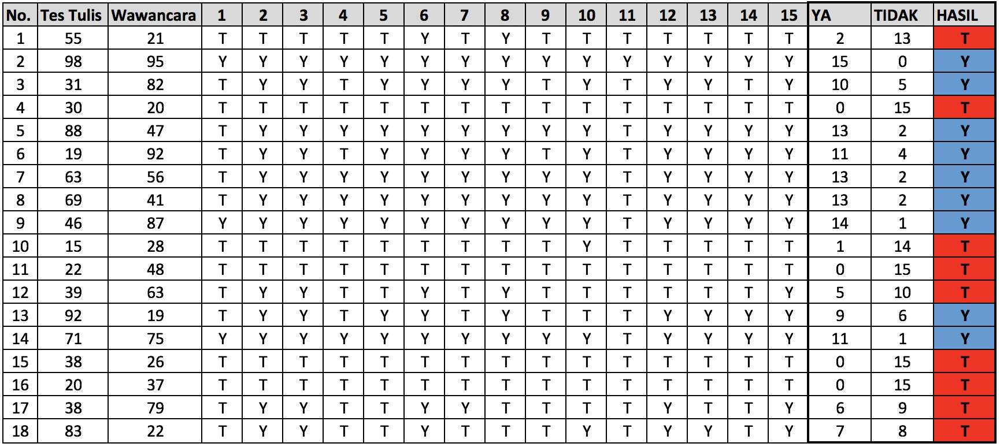 No. Tes Tulis Wawancara 1 2 3 4 5 6 7 8 9 10 11 12 13 14 15 YA TIDAK HASIL
1 55 21 T T T T T Y T Y T T T T T T T 2 13 T
2 98 95 Y Y Y Y Y Y Y Y Y Y Y Y Y Y Y 15 0 Y
3 31 82 T Y Y T Y Y Y Y T Y T Y Y T Y 10 5 Y
4 30 20 T T T T T T T T T T T T T T T 0 15 T
5 88 47 T Y Y Y Y Y Y Y Y Y T Y Y Y Y 13 2 Y
6 19 92 T Y Y T Y Y Y Y T Y T Y Y Y Y 11 4 Y
7 63 56 T Y Y Y Y Y Y Y Y Y T Y Y Y Y 13 2 Y
8 69 41 T Y Y Y Y Y Y Y Y Y T Y Y Y Y 13 2 Y
9 46 87 Y Y Y Y Y Y Y Y Y Y T Y Y Y Y 14 1 Y
10 15 28 T T T T T T T T T Y T T T T T 1 14 T
11 22 48 T T T T T T T T T T T T T T T 0 15 T
12 39 63 T Y Y T T Y T Y T T T T T T Y 5 10 T
13 92 19 T Y Y T Y Y T Y T T T Y Y Y Y 9 6 Y
14 71 75 Y Y Y Y Y Y Y Y Y Y T Y Y Y Y 11 1 Y
15 38 26 T T T T T T T T T T T T T T T 0 15 T
16 20 37 T T T T T T T T T T T T T T T 0 15 T
17 38 79 T Y Y T T Y Y T T T T Y T T Y 6 9 T
18 83 22 T Y Y T T Y T T T Y T Y Y T Y 7 8 T